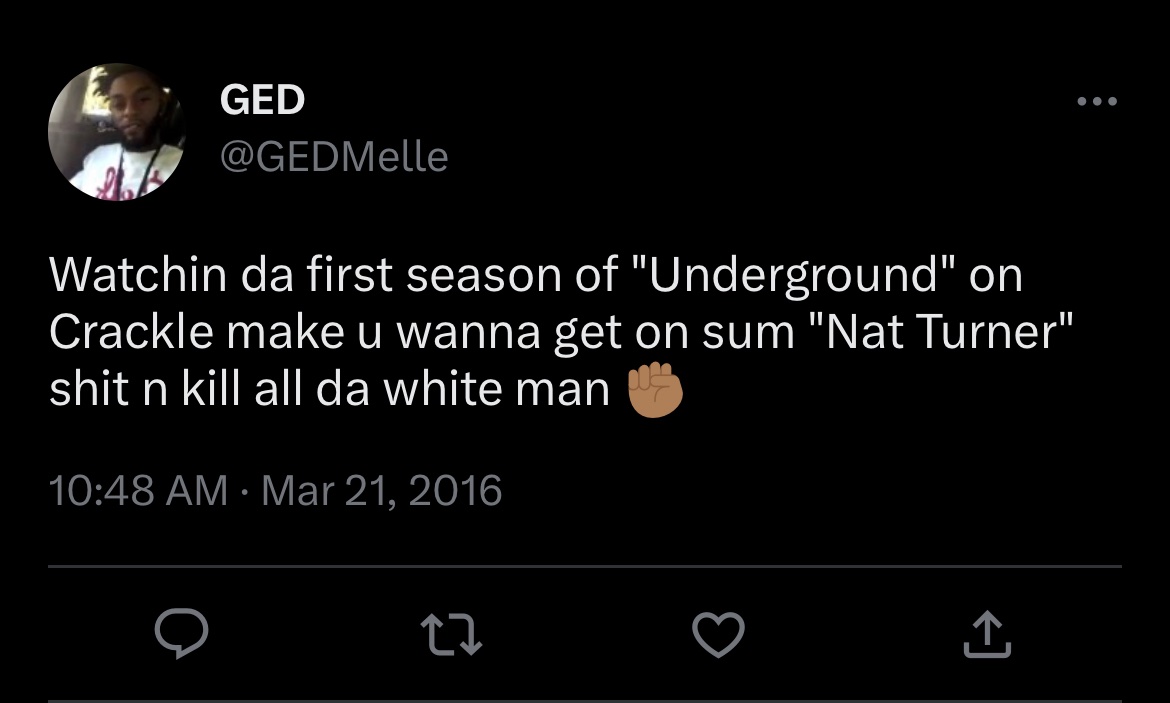 GED
@GEDMelle
Watchin da first season of "Underground" on
Crackle make u wanna get on sum "Nat Turner"
shit n kill all da white man ✊🏽
10:48 AM · Mar 21, 2016